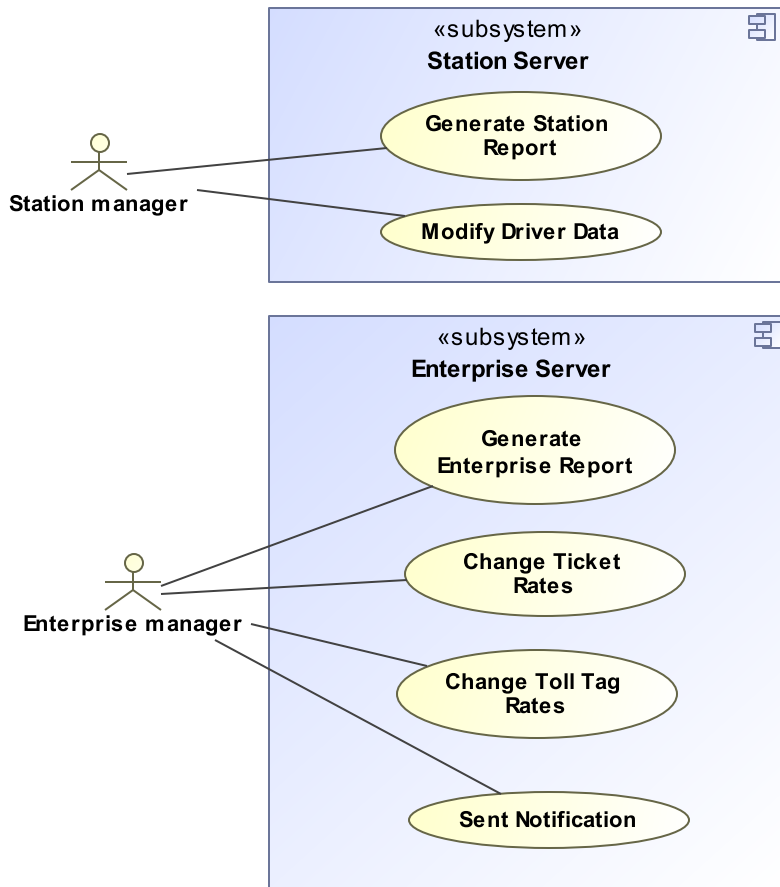 «subsystem»
Station Server
Generate Station
Report
Station manager
Modify Driver Data
«subsystem»
Enterprise Server
Generate
Enterprise Report
Change Ticket
Rates
Enterprise manager
Change Toll Tag
Rates
Sent Notification